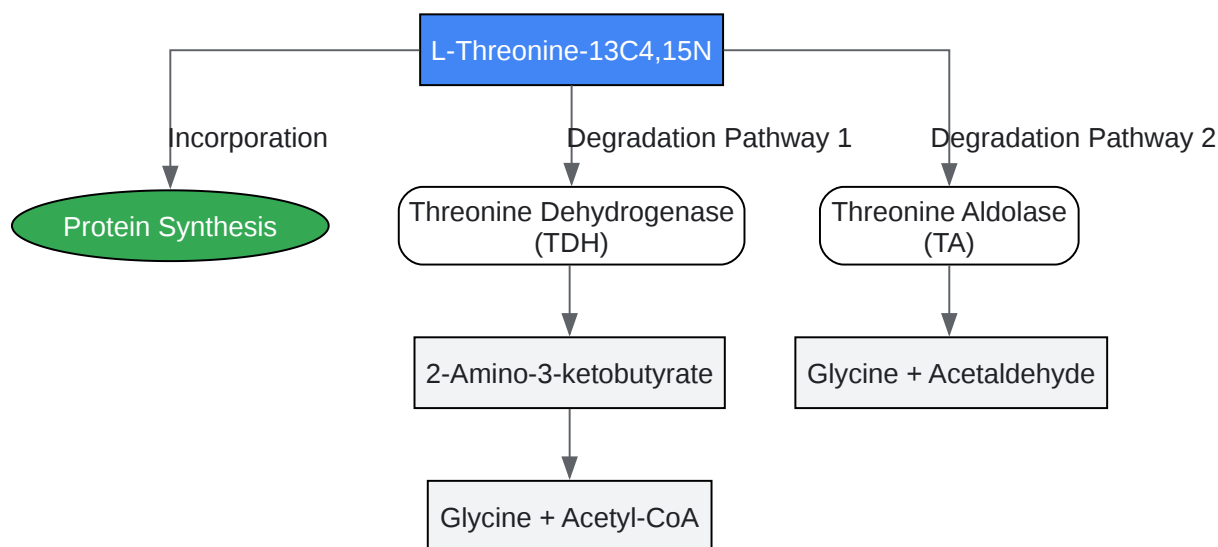 L-Threonine-13C4,15N
Incorporation
Degradation Pathway 1
Degradation Pathway 2
Protein Synthesis
Threonine Dehydrogenase
(TDH)
Threonine Aldolase
(TA)
2-Amino-3-ketobutyrate
Glycine + Acetaldehyde
Glycine + Acetyl-CoA